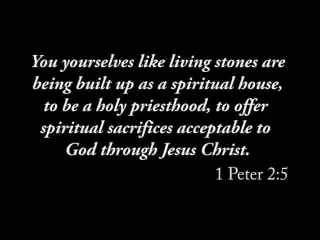 You yourselves like living stones are
being built up as a spiritual house,
to be a holy priesthood, to offer
spiritual sacrifices acceptable to
God through Jesus Christ.
1 Peter 2:5